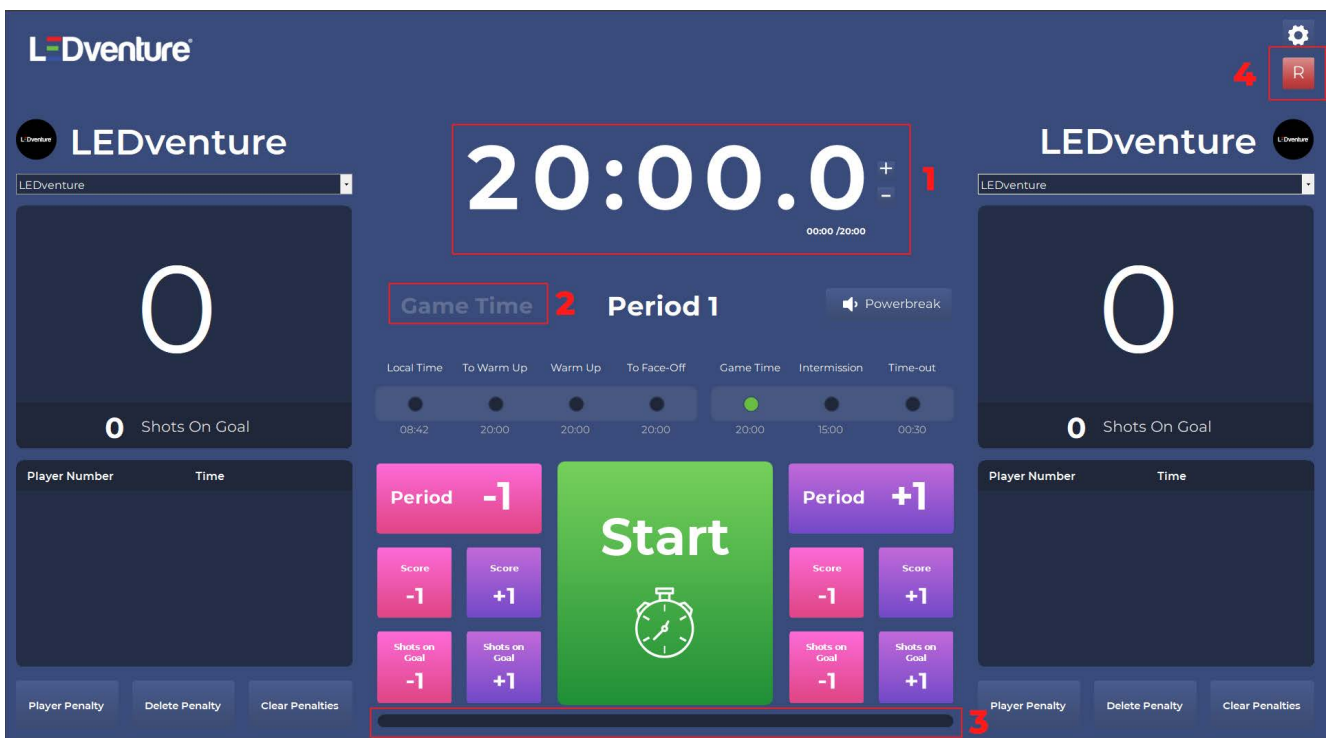 LEDventure
4
R
LEDventure
LEDventure
LEDventure
LEDventure
20:00.0
+
-
1
00:00 /20:00
LEDventure
LEDventure
LEDventure
LEDventure
0
0
Game Time
2
Period 1
Powerbreak
Local Time
To Warm Up
Warm Up
To Face-Off
Game Time
Intermission
Time-out
08:42
20:00
20:00
20:00
20:00
15:00
00:30
0 Shots On Goal
0 Shots On Goal
Player Number Time
Period -1
Start
Period +1
Player Number Time
Score
-1
Score
+1
Score
-1
Score
+1
Shots on
Goal
-1
Shots on
Goal
+1
Shots on
Goal
-1
Shots on
Goal
+1
Player Penalty
Delete Penalty
Clear Penalties
3
Player Penalty
Delete Penalty
Clear Penalties